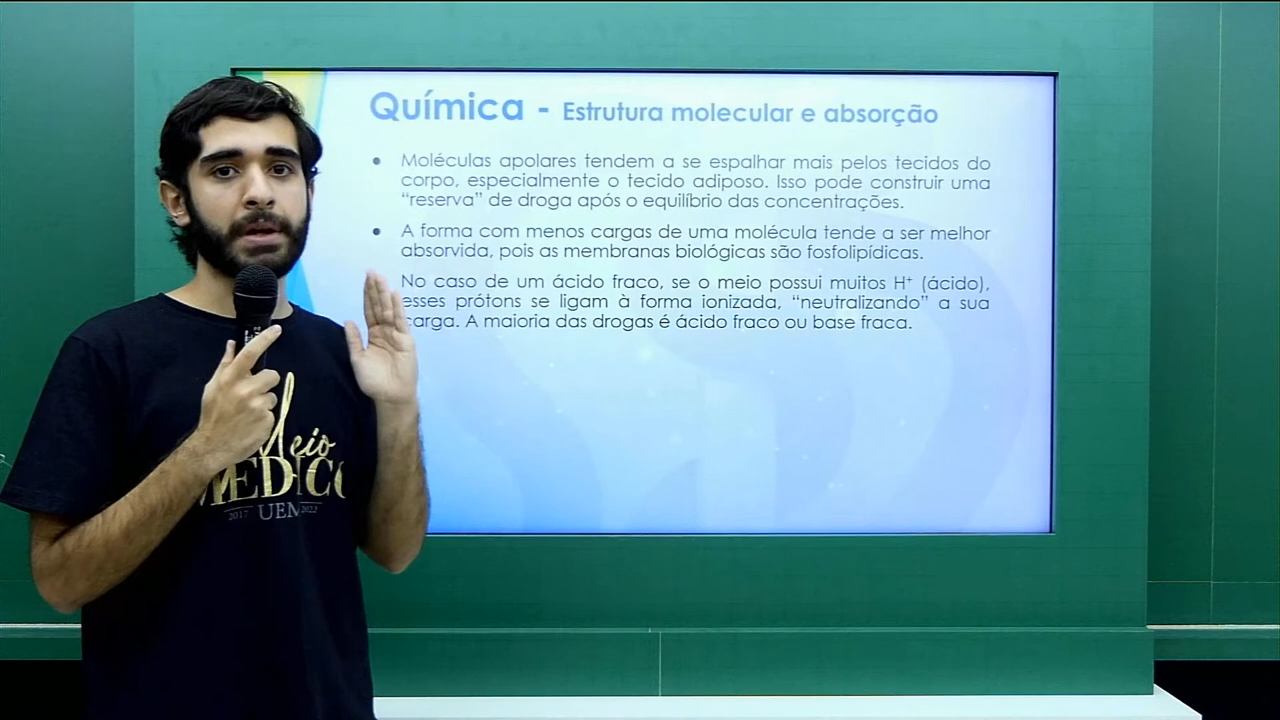 Química - Estrutura molecular e absorção
• Moléculas apolares tendem a se espalhar mais pelos tecidos do
corpo, especialmente o tecido adiposo. Isso pode construir uma
“reserva” de droga após o equilíbrio das concentrações.
• A forma com menos cargas de uma molécula tende a ser melhor
absorvida, pois as membranas biológicas são fosfolipídicas.
No caso de um ácido fraco, se o meio possui muitos H⁺ (ácido),
esses prótons se ligam à forma ionizada, “neutralizando” a sua
carga. A maioria das drogas é ácido fraco ou base fraca.
Meio
MEDICO
2017 UEM 2022